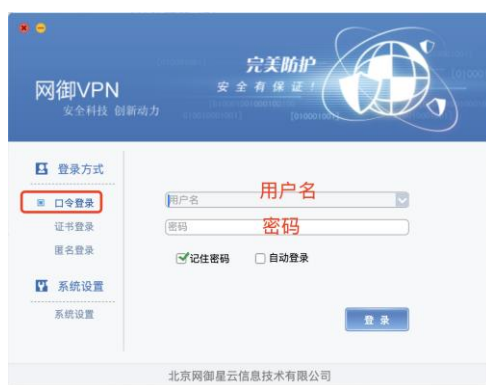 完美防护
安全有保证！
网御VPN
安全科技 创新动力
[010001001]
登录方式
口令登录
证书登录
匿名登录
系统设置
系统设置
用户名 用户名
密码 密码
记住密码 自动登录
登录
北京网御星云信息技术有限公司